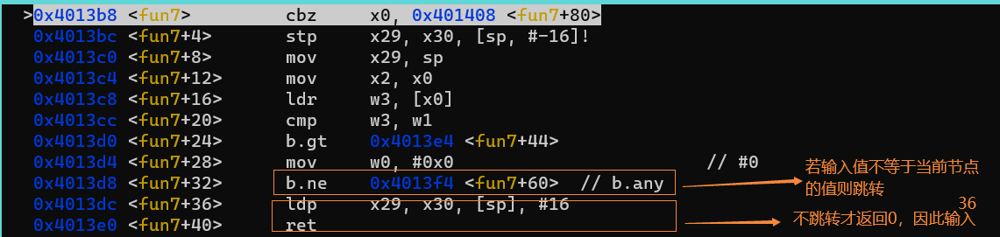 >0x4013b8 <fun7> cbz x0, 0x401408 <fun7+80>
0x4013bc <fun7+4> stp x29, x30, [sp, #-16]!
0x4013c0 <fun7+8> mov x29, sp
0x4013c4 <fun7+12> mov x2, x0
0x4013c8 <fun7+16> ldr w3, [x0]
0x4013cc <fun7+20> cmp w3, w1
0x4013d0 <fun7+24> b.gt 0x4013e4 <fun7+44>
0x4013d4 <fun7+28> mov w0, #0x0 // #0
0x4013d8 <fun7+32> b.ne 0x4013f4 <fun7+60> // b.any
0x4013dc <fun7+36> ldp x29, x30, [sp], #16
0x4013e0 <fun7+40> ret
若输入值不等于当前节点
的值则跳转
36
不跳转才返回0，因此输入